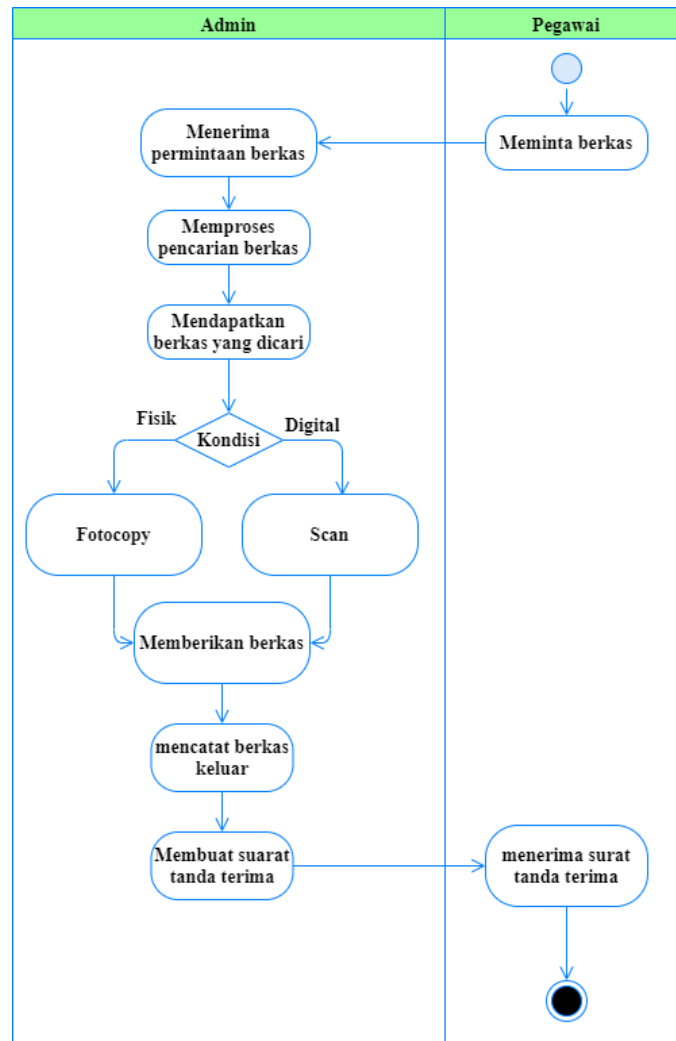 Admin
Pegawai
Menerima
permintaan berkas
Meminta berkas
Memproses
pencarian berkas
Mendapatkan
berkas yang dicari
Fisik
Kondisi
Digital
Fotocopy
Scan
Memberikan berkas
mencatat berkas
keluar
Membuat suarat
tanda terima
menerima surat
tanda terima